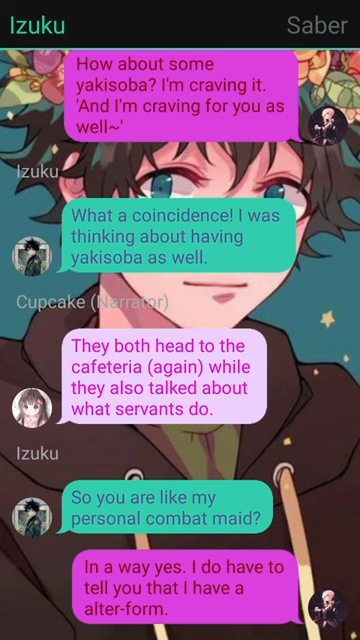 Izuku
Saber
How about some
yakisoba? I'm craving it.
'And I'm craving for you as
well~'
Izuku
What a coincidence! I was
thinking about having
yakisoba as well.
Cupcake (Narrator)
They both head to the
cafeteria (again) while
they also talked about
what servants do.
Izuku
So you are like my
personal combat maid?
In a way yes. I do have to
tell you that I have a
alter-form.